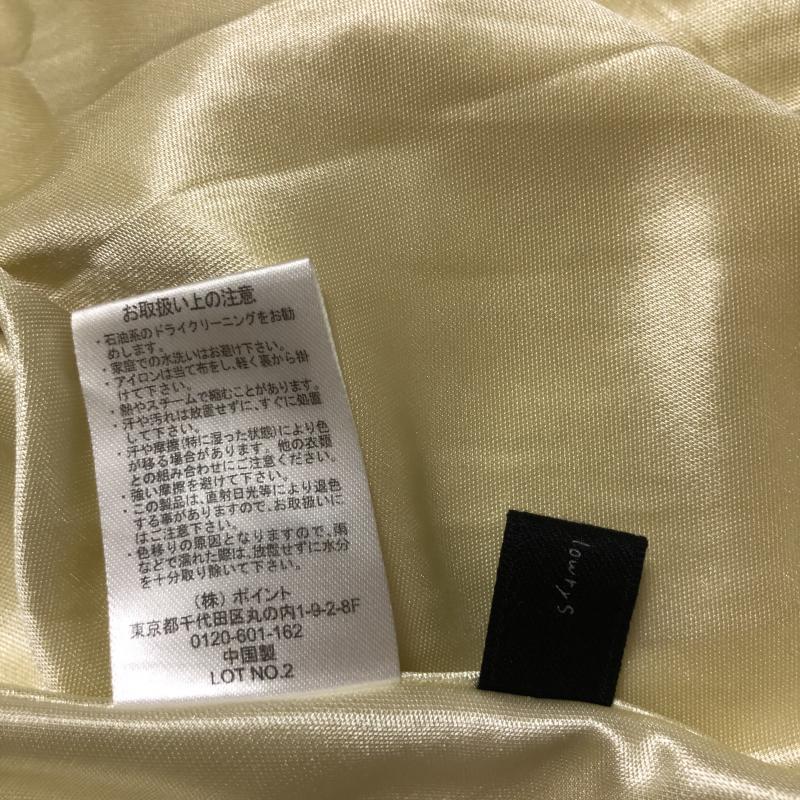 お取扱い上の注意
・石油系のドライクリーニングをお勧
めします。
・家庭での水洗いはお避け下さい。
・アイロンは当て布をし、軽く裏から掛
けて下さい。
・熱やスチームで縮むことがあります。
・汗や汚れは放置せずに、すぐに処置
して下さい。
・汗や摩擦(特に湿った状態)により色
が移る場合があります。他の衣類
との組み合わせにご注意ください。
・強い摩擦を避けて下さい。
・この製品は、直射日光等により退色
する事がありますので、お取扱いに
はご注意下さい。
・色移りの原因となりますので、雨
などで濡れた際は、放置せずに水分
を十分取り除いて下さい。
(株)ポイント
東京都千代田区丸の内1-9-2-8F
0120-601-162
中国製
LOT NO.2
lowrys